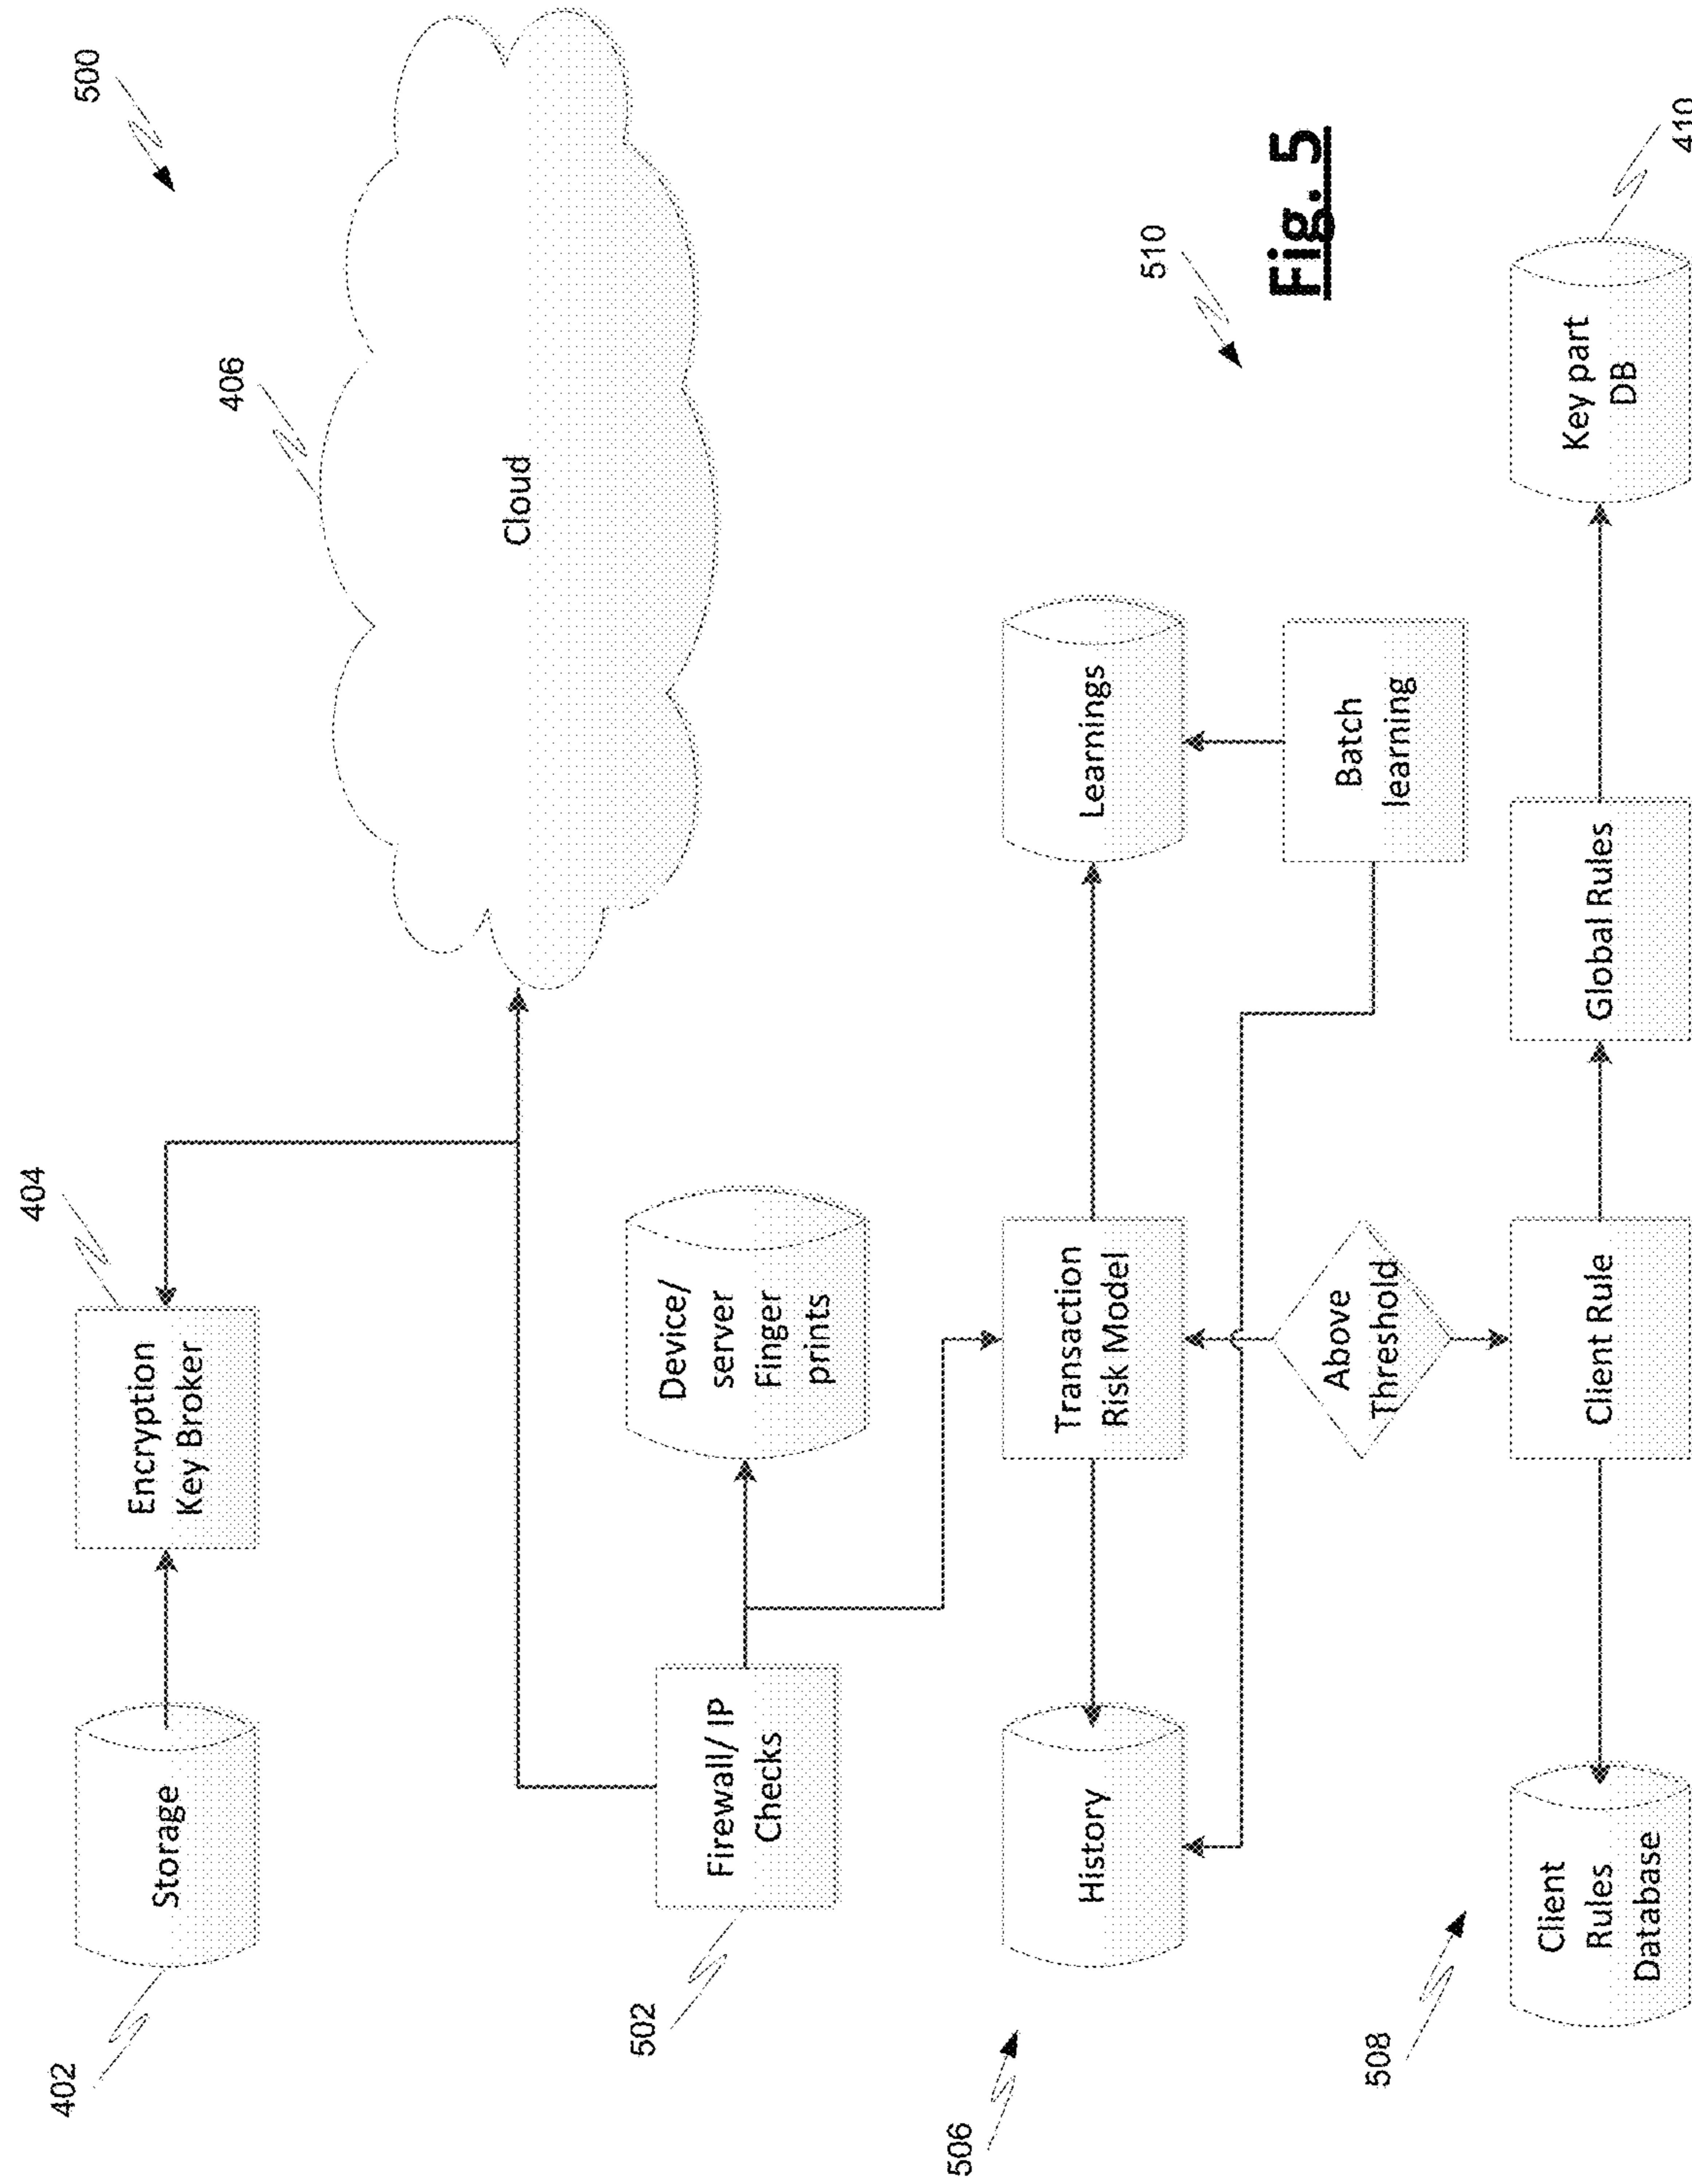 404
402
500
Storage
Encryption
Key Broker
406
Cloud
502
Firewall/ IP
Checks
Device/
server
Finger
prints
506
History
Transaction
Risk Model
Learnings
510
Fig. 5
Above
Threshold
Batch
learning
508
Client
Rules
Database
Client Rule
Global Rules
Key part
DB
410